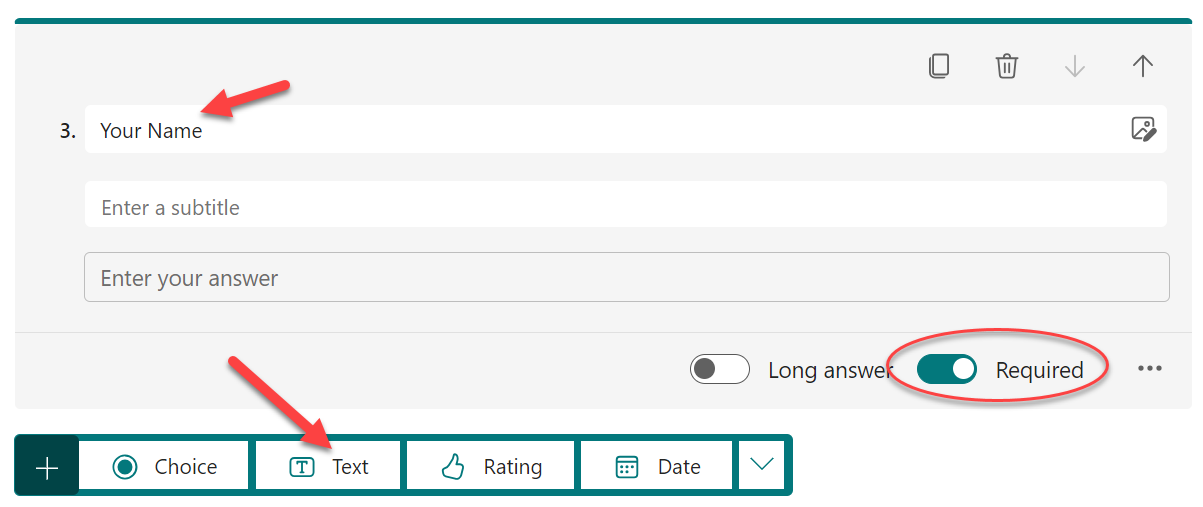 3. Your Name
Enter a subtitle
Enter your answer
Long answer Required
Choice Text Rating Date